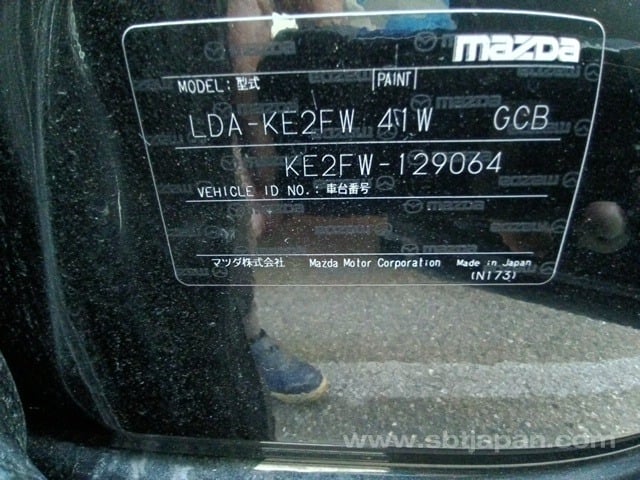 mazda
MODEL:型式 PAINT
LDA-KE2FW 41W GCB
KE2FW-129064
VEHICLE ID NO.:車台番号
マツダ株式会社 Mazda Motor Corporation Made in Japan
(N173)
www.sbtjapan.com